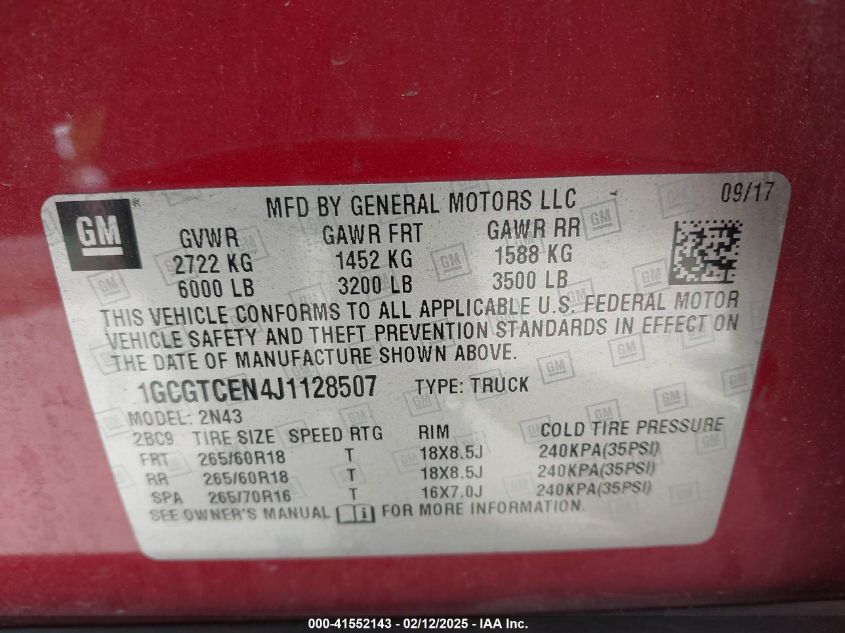 GM
MFD BY GENERAL MOTORS LLC 09/17
GVWR GAWR FRT GAWR RR
2722 KG 1452 KG 1588 KG
6000 LB 3200 LB 3500 LB
THIS VEHICLE CONFORMS TO ALL APPLICABLE U.S. FEDERAL MOTOR
VEHICLE SAFETY AND THEFT PREVENTION STANDARDS IN EFFECT ON
THE DATE OF MANUFACTURE SHOWN ABOVE.
1GCGTCEN4J1128507 TYPE: TRUCK
MODEL: 2N43
2BC9 TIRE SIZE SPEED RTG RIM COLD TIRE PRESSURE
FRT 265/60R18 T 18X8.5J 240KPA(35PSI)
RR 265/60R18 T 18X8.5J 240KPA(35PSI)
SPA 265/70R16 T 16X7.0J 240KPA(35PSI)
SEE OWNER'S MANUAL i FOR MORE INFORMATION.
000-41552143 - 02/12/2025 - IAA Inc.